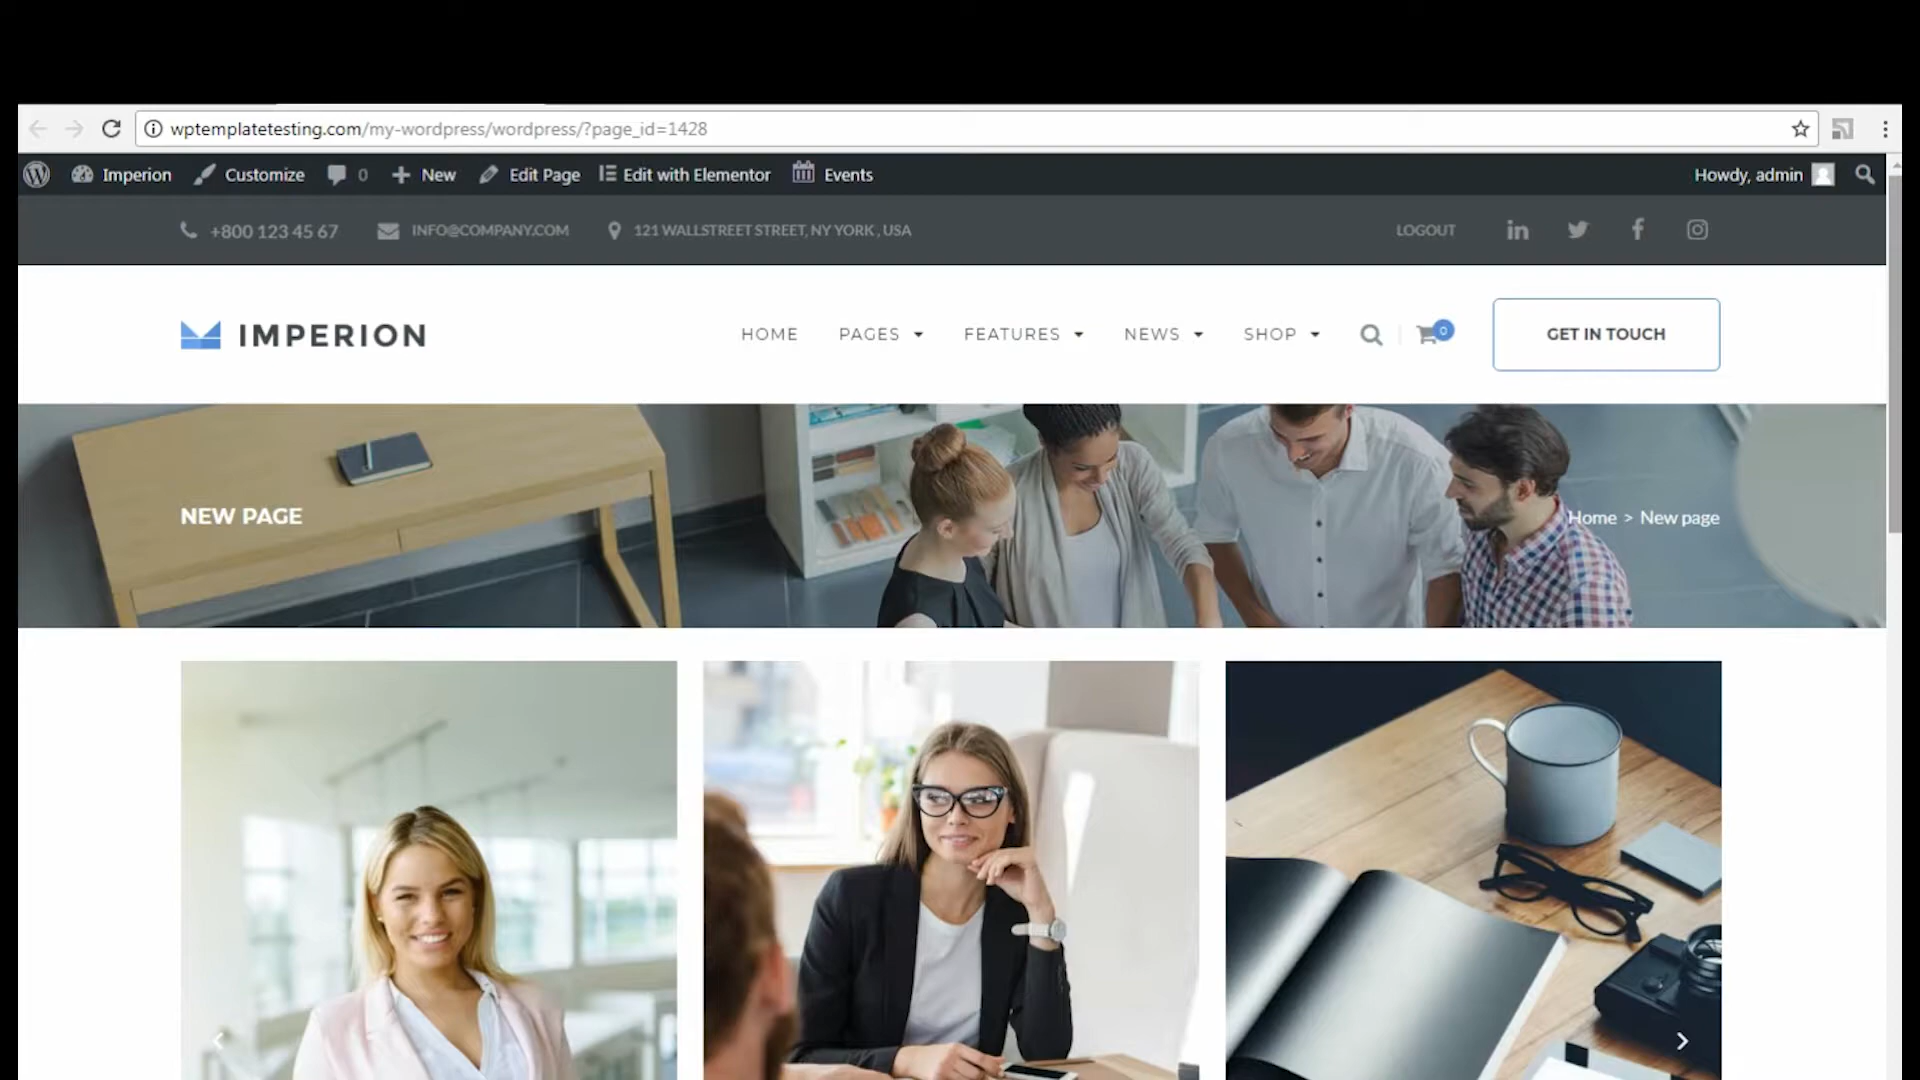 wptemplatetesting.com/my-wordpress/wordpress/?page_id=1428
Imperion Customize 0 New Edit Page Edit with Elementor Events Howdy, admin
+800 123 45 67 INFO@COMPANY.COM 121 WALLSTREET STREET, NY YORK , USA LOGOUT
IMPERION HOME PAGES FEATURES NEWS SHOP 0 GET IN TOUCH
NEW PAGE Home > New page